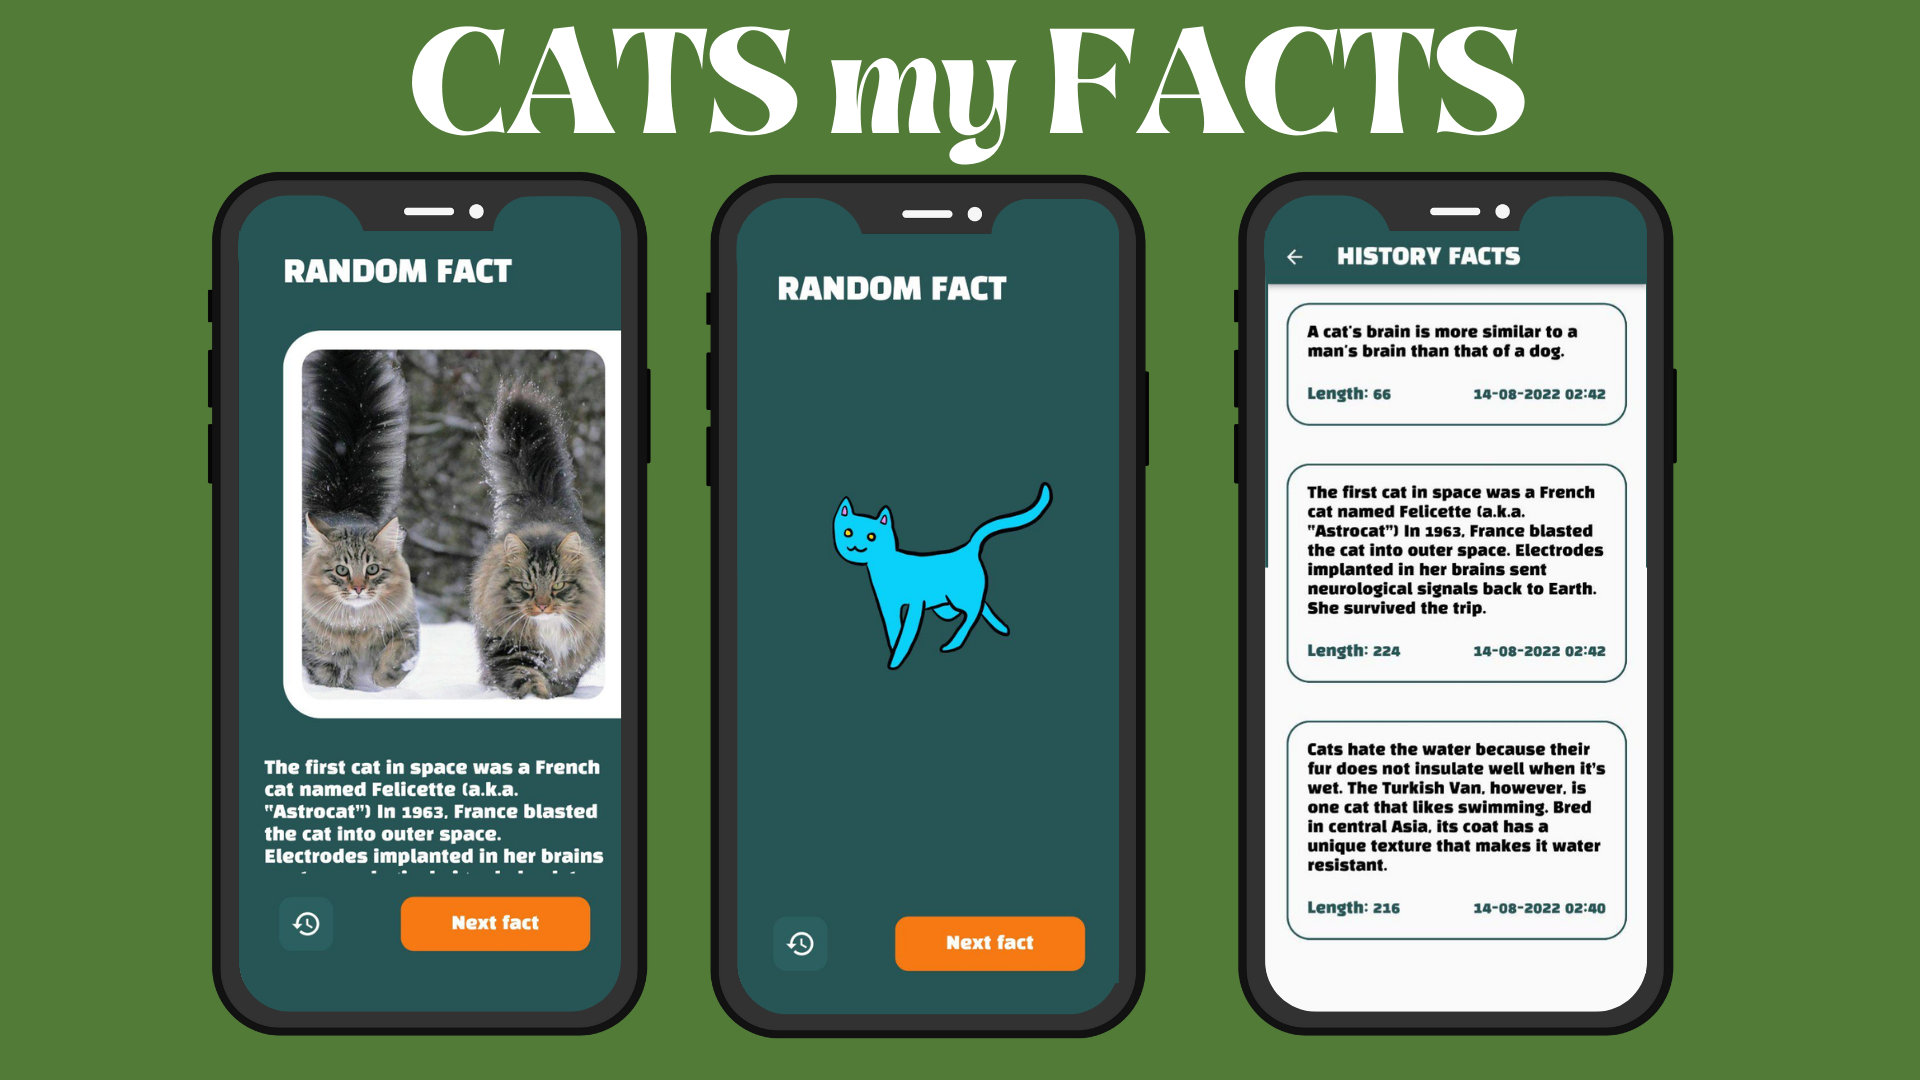 CATS my FACTS
RANDOM FACT
The first cat in space was a French
cat named Felicette (a.k.a.
"Astrocat") In 1963, France blasted
the cat into outer space.
Electrodes implanted in her brains
Next fact
RANDOM FACT
Next fact
HISTORY FACTS
A cat's brain is more similar to a
man's brain than that of a dog.
Length: 66 14-08-2022 02:42
The first cat in space was a French
cat named Felicette (a.k.a.
"Astrocat") In 1963, France blasted
the cat into outer space. Electrodes
implanted in her brains sent
neurological signals back to Earth.
She survived the trip.
Length: 224 14-08-2022 02:42
Cats hate the water because their
fur does not insulate well when it's
wet. The Turkish Van, however, is
one cat that likes swimming. Bred
in central Asia, its coat has a
unique texture that makes it water
resistant.
Length: 216 14-08-2022 02:40